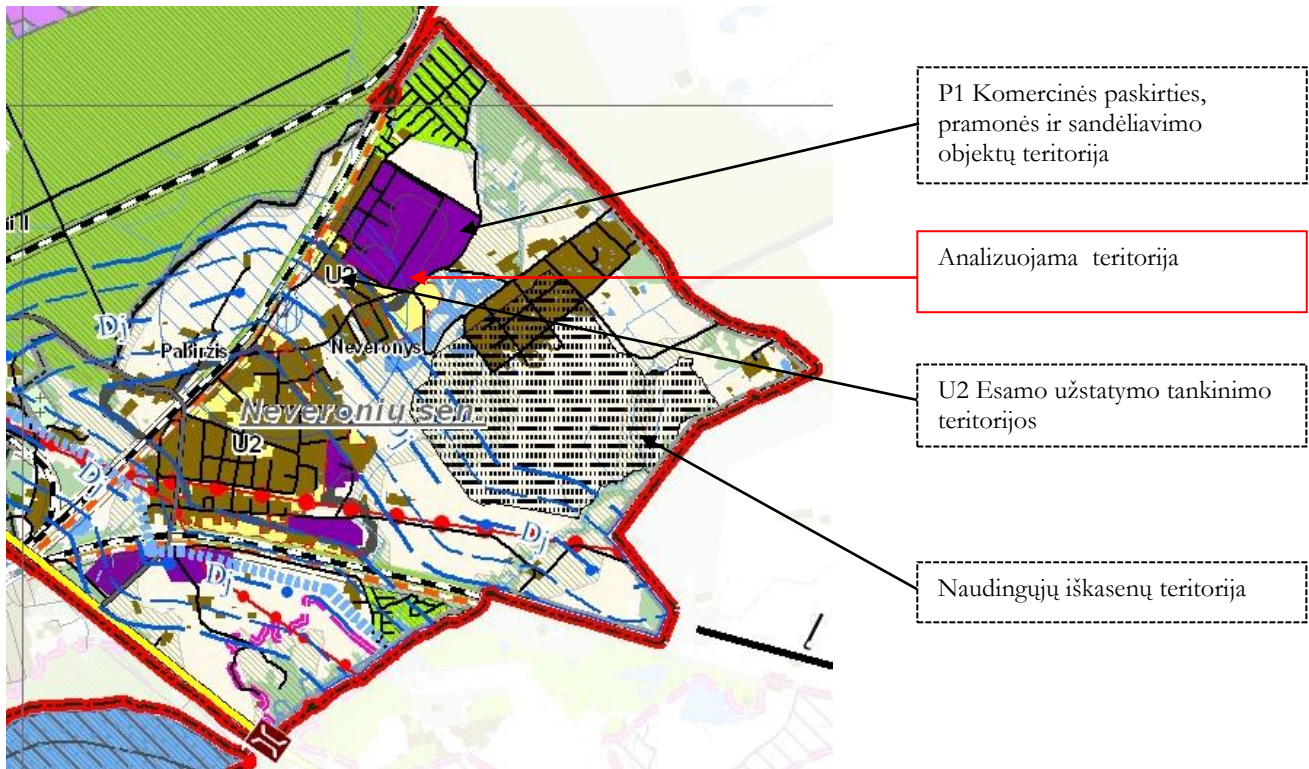 P1 Komercinės paskirties,
pramonės ir sandėliavimo
objektų teritorija
Analizuojama teritorija
U2
Dj
Pabiržis
Neveronys
U2 Esamo užstatymo tankinimo
teritorijos
Neveronių sen.
U2
Dj
Dj
Dj
Naudingųjų iškasenų teritorija